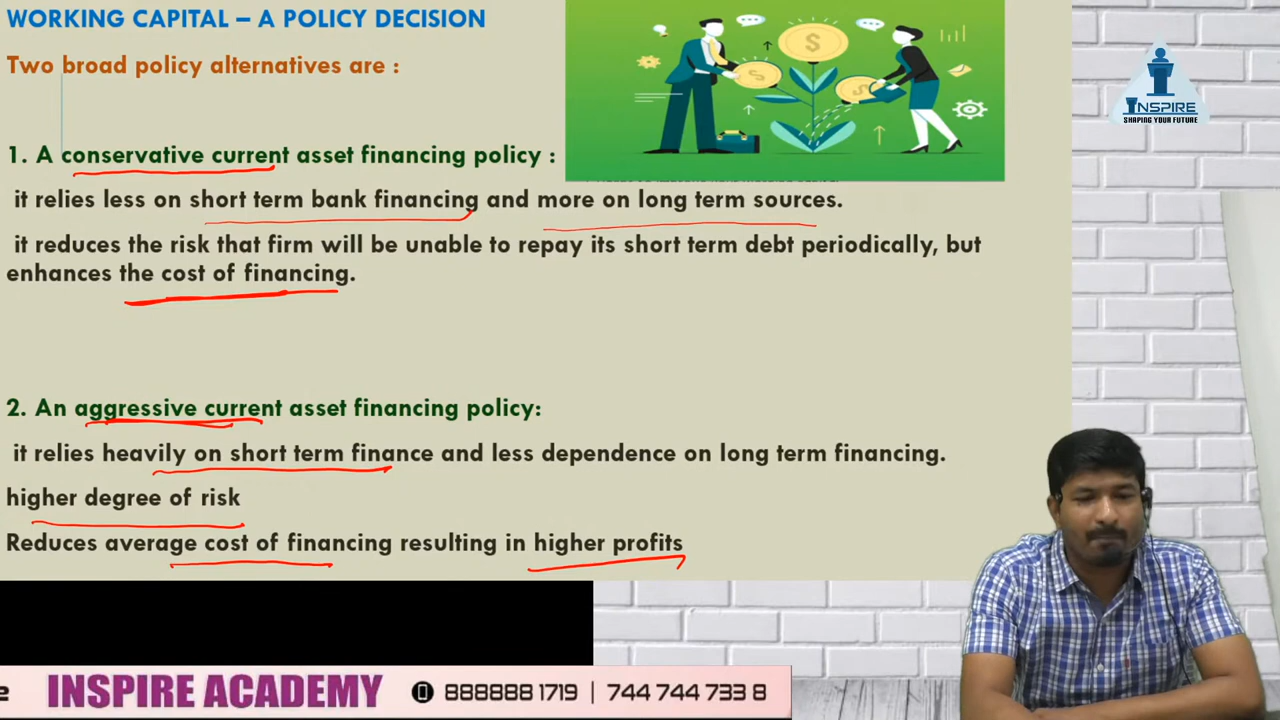 WORKING CAPITAL – A POLICY DECISION
Two broad policy alternatives are :
1. A conservative current asset financing policy :
it relies less on short term bank financing and more on long term sources.
it reduces the risk that firm will be unable to repay its short term debt periodically, but
enhances the cost of financing.
2. An aggressive current asset financing policy:
it relies heavily on short term finance and less dependence on long term financing.
higher degree of risk
Reduces average cost of financing resulting in higher profits
INSPIRE
SHAPING YOUR FUTURE
e INSPIRE ACADEMY 888888 1719 | 744 744 733 8